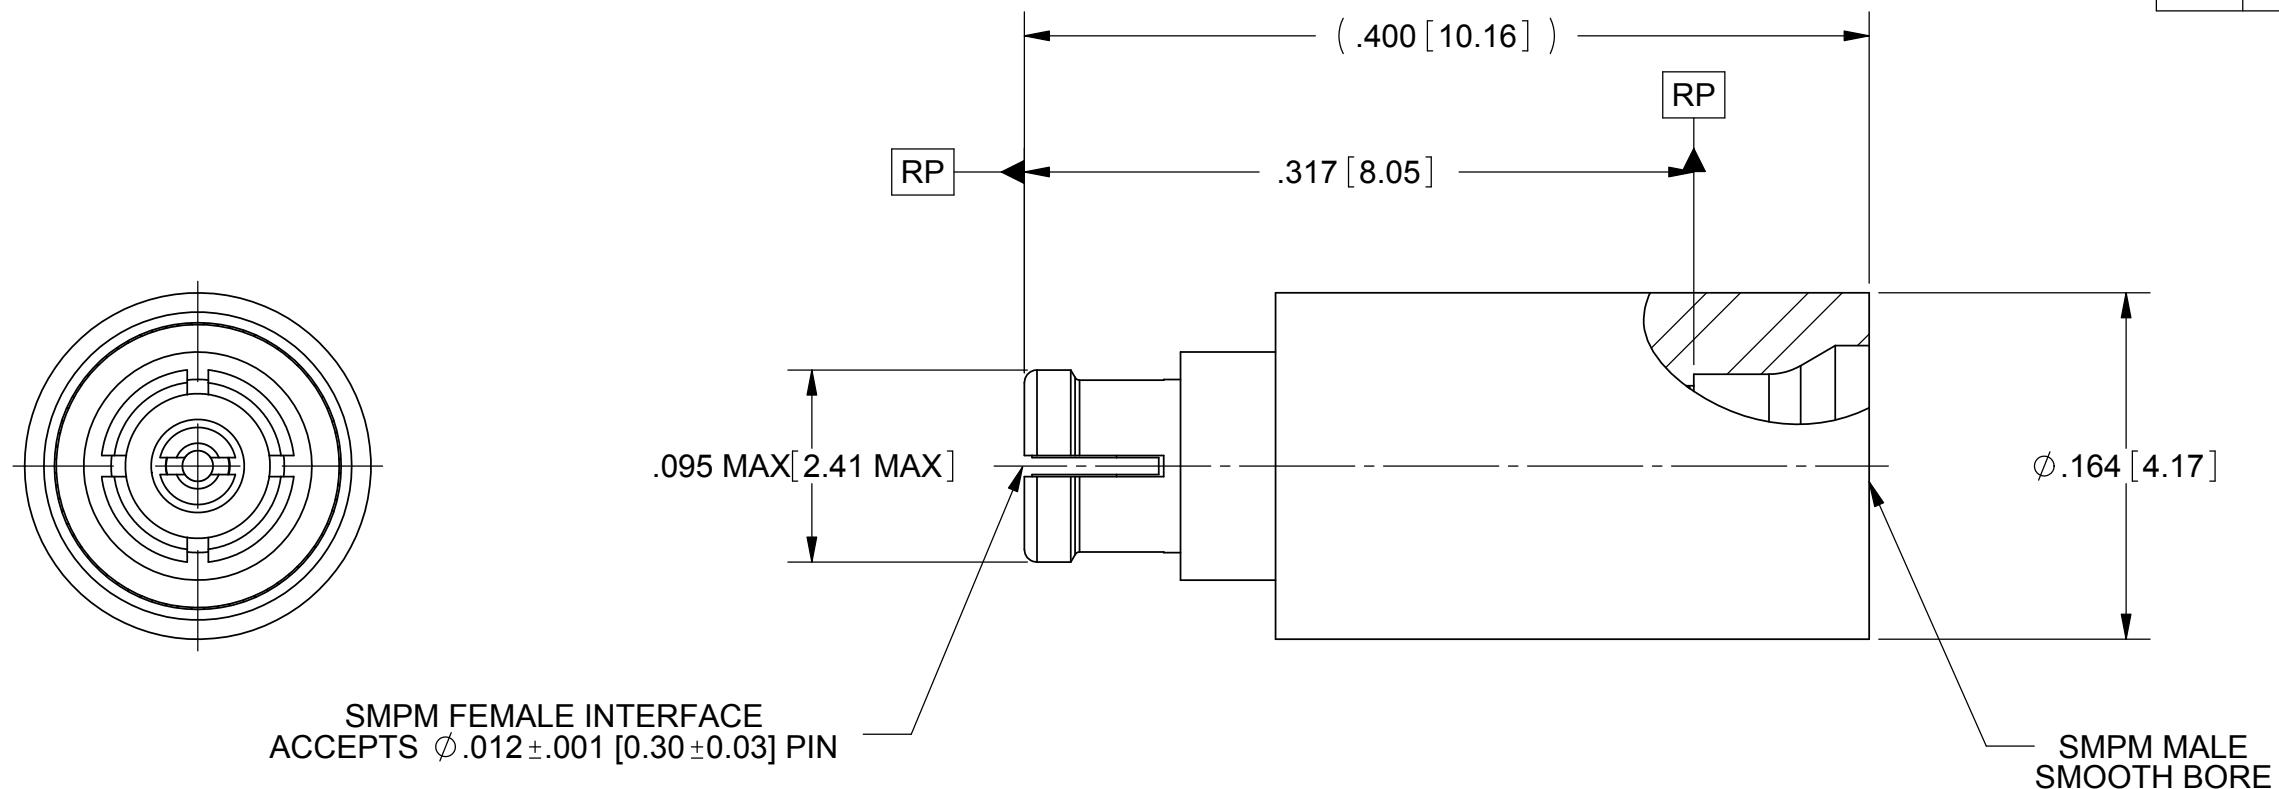 ( .400 [10.16] )
RP
RP
.317 [8.05]
.095 MAX[2.41 MAX]
⌀.164 [4.17]
SMPM FEMALE INTERFACE
ACCEPTS ⌀.012±.001 [0.30±0.03] PIN
SMPM MALE
SMOOTH BORE